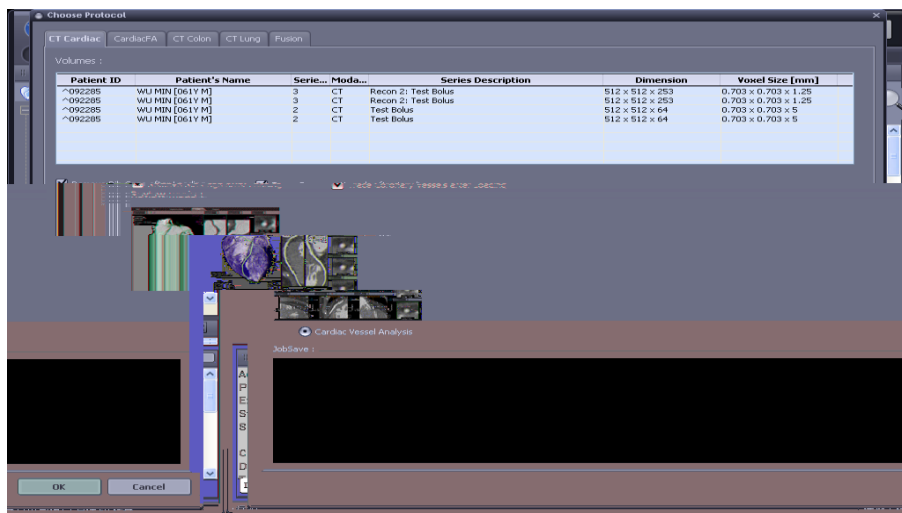 Choose Protocol
CT Cardiac CardiacFA CT Colon CT Lung Fusion
Volumes :
Patient ID Patient's Name Serie... Moda... Series Description Dimension Voxel Size [mm]
^092285 WU MIN [061Y M] 3 CT Recon 2: Test Bolus 512 x 512 x 253 0.703 x 0.703 x 1.25
^092285 WU MIN [061Y M] 3 CT Recon 2: Test Bolus 512 x 512 x 253 0.703 x 0.703 x 1.25
^092285 WU MIN [061Y M] 2 CT Test Bolus 512 x 512 x 64 0.703 x 0.703 x 5
^092285 WU MIN [061Y M] 2 CT Test Bolus 512 x 512 x 64 0.703 x 0.703 x 5
Cardiac Vessel Analysis
JobSave :
OK Cancel